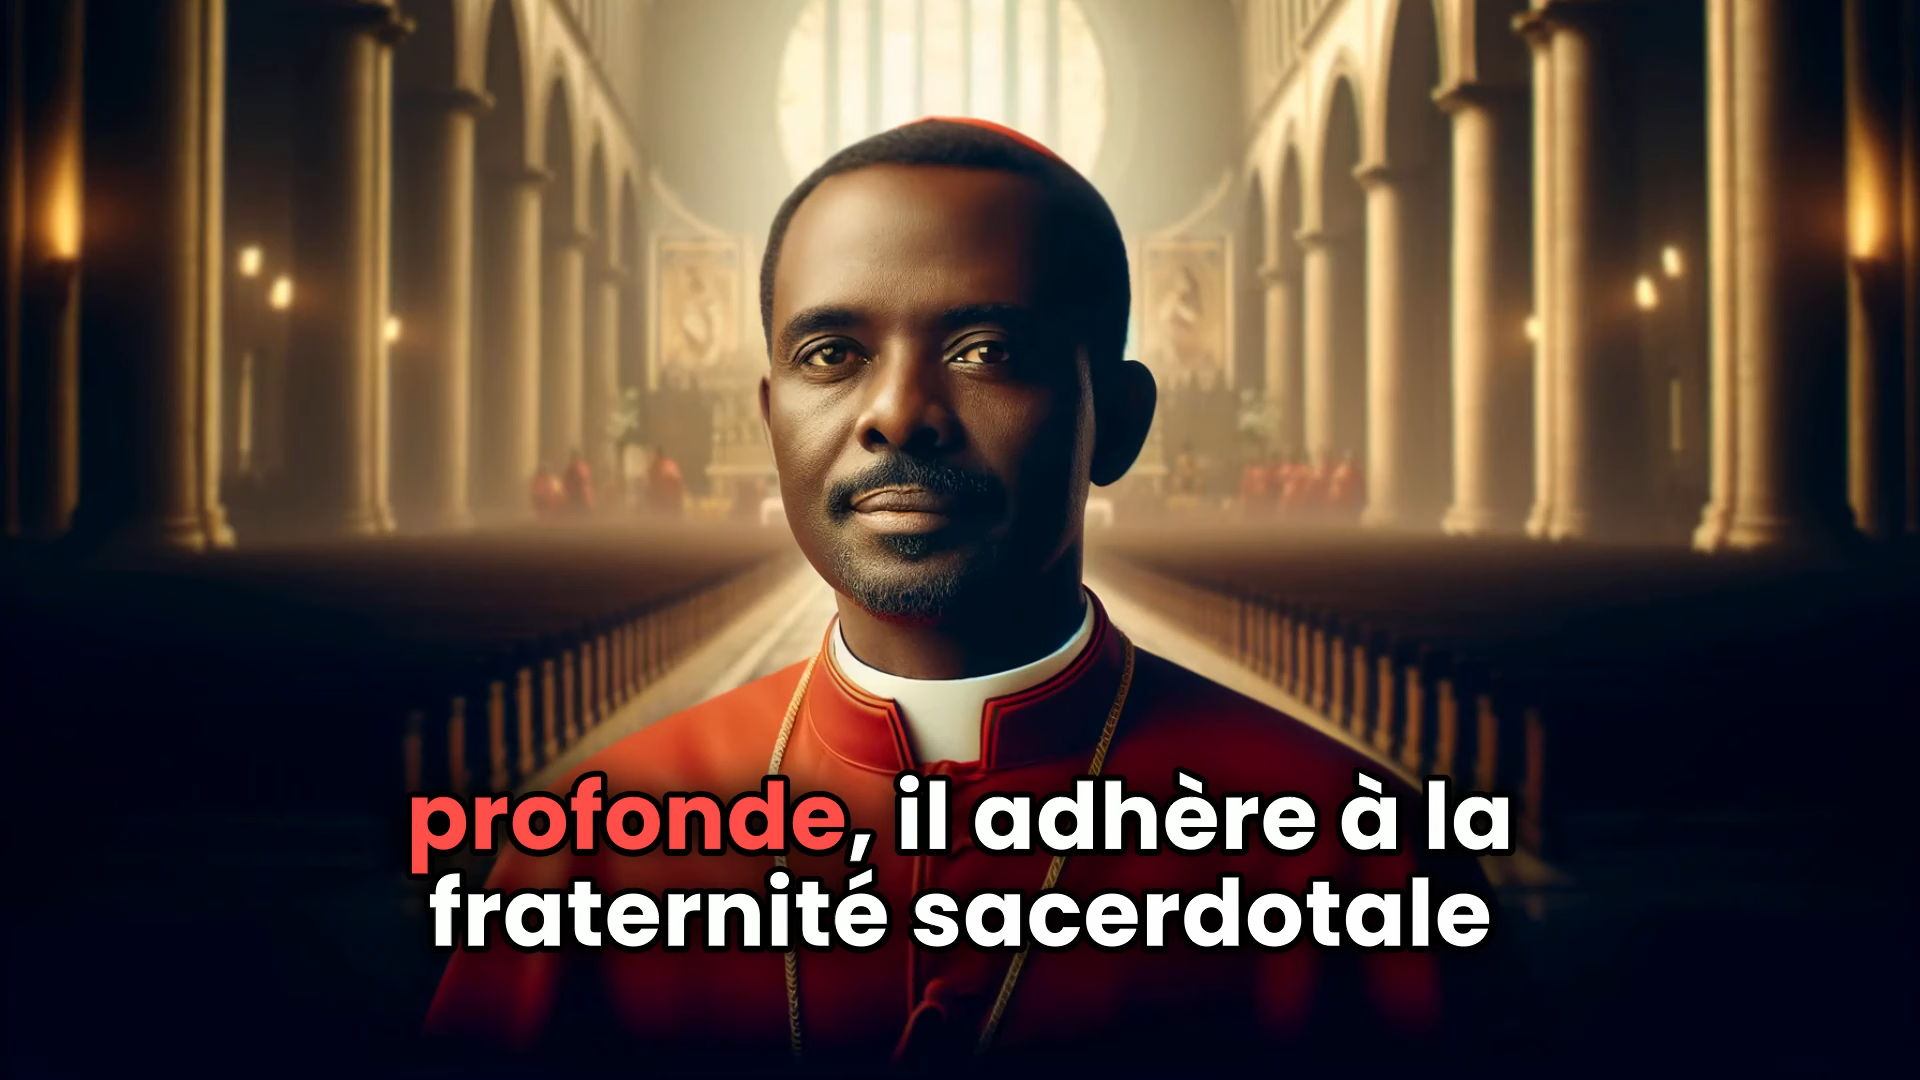 profonde, il adhère à la
fraternité sacerdotale